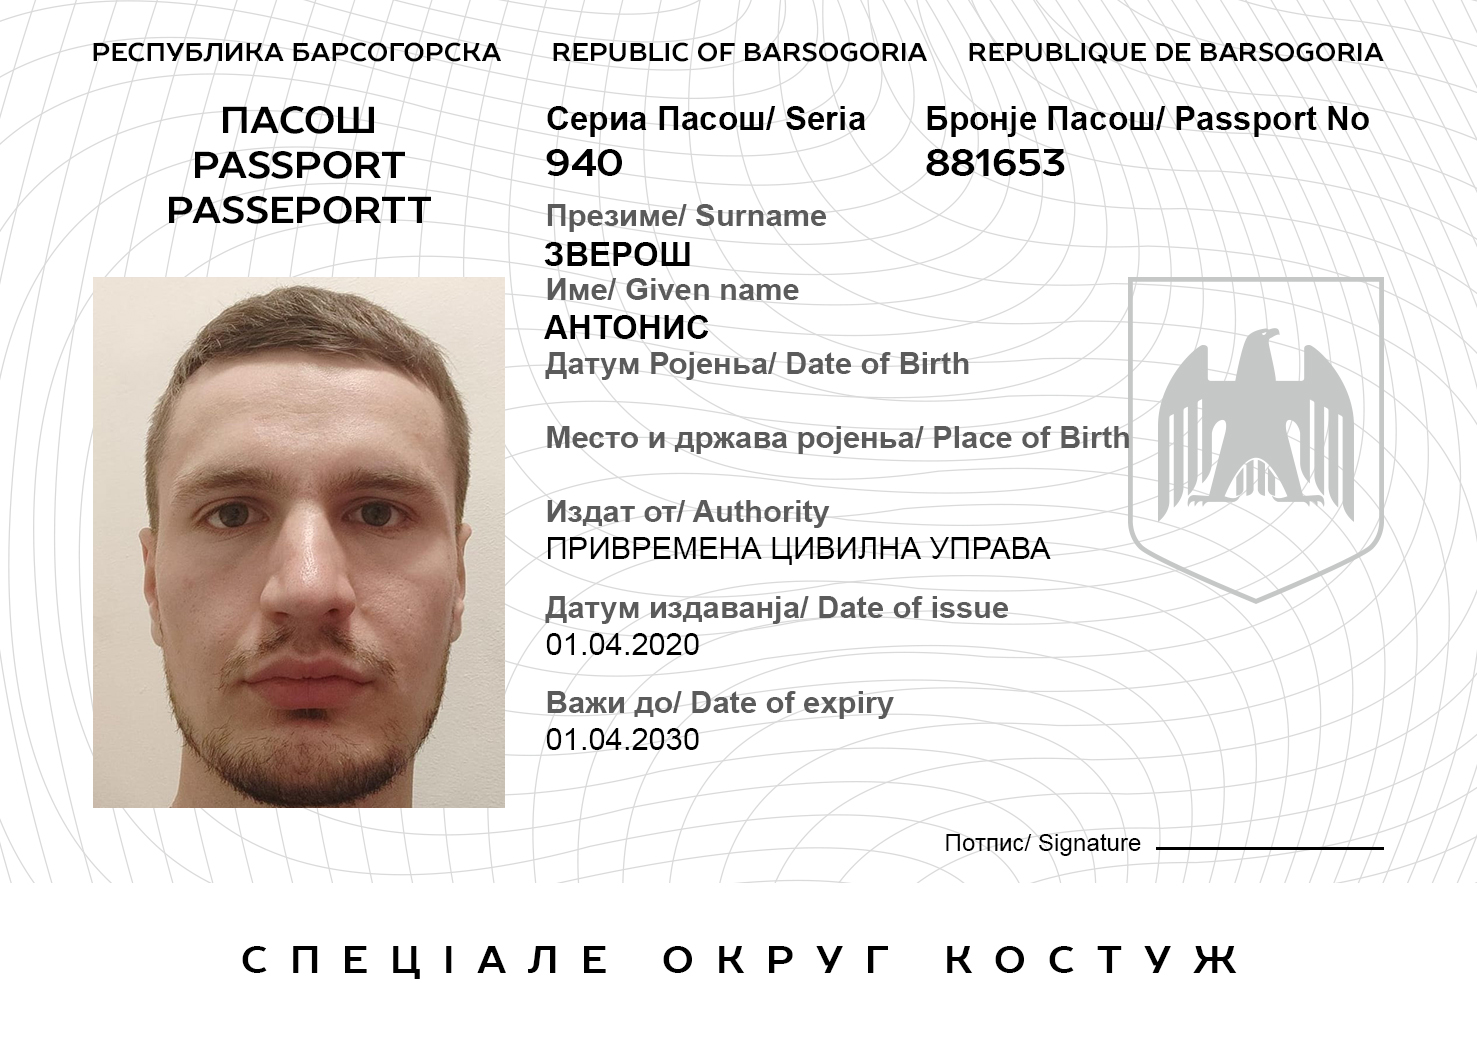 РЕСПУБЛИКА БАРСОГОРСКА REPUBLIC OF BARSOGORIA REPUBLIQUE DE BARSOGORIA
ПАСОШ
PASSPORT
PASSEPORTT
Сериа Пасош/ Seria Бронје Пасош/ Passport No
940 881653
Презиме/ Surname
ЗВЕРОШ
Име/ Given name
АНТОНИС
Датум Ројења/ Date of Birth
Место и држава ројења/ Place of Birth
Издат от/ Authority
ПРИВРЕМЕНА ЦИВИЛНА УПРАВА
Датум издаванја/ Date of issue
01.04.2020
Важи до/ Date of expiry
01.04.2030
Потпис/ Signature
СПЕЦІАЛЕ ОКРУГ КОСТУЖ